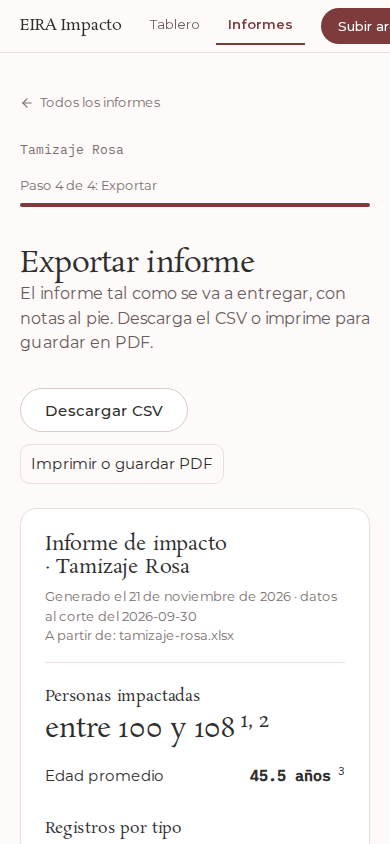 EIRA Impacto Tablero Informes Subir ar
← Todos los informes
Tamizaje Rosa
Paso 4 de 4: Exportar
Exportar informe
El informe tal como se va a entregar, con
notas al pie. Descarga el CSV o imprime para
guardar en PDF.
Descargar CSV
Imprimir o guardar PDF
Informe de impacto
· Tamizaje Rosa
Generado el 21 de noviembre de 2026 · datos
al corte del 2026-09-30
A partir de: tamizaje-rosa.xlsx
Personas impactadas
entre 100 y 108 1, 2
Edad promedio 45.5 años 3
Registros por tipo